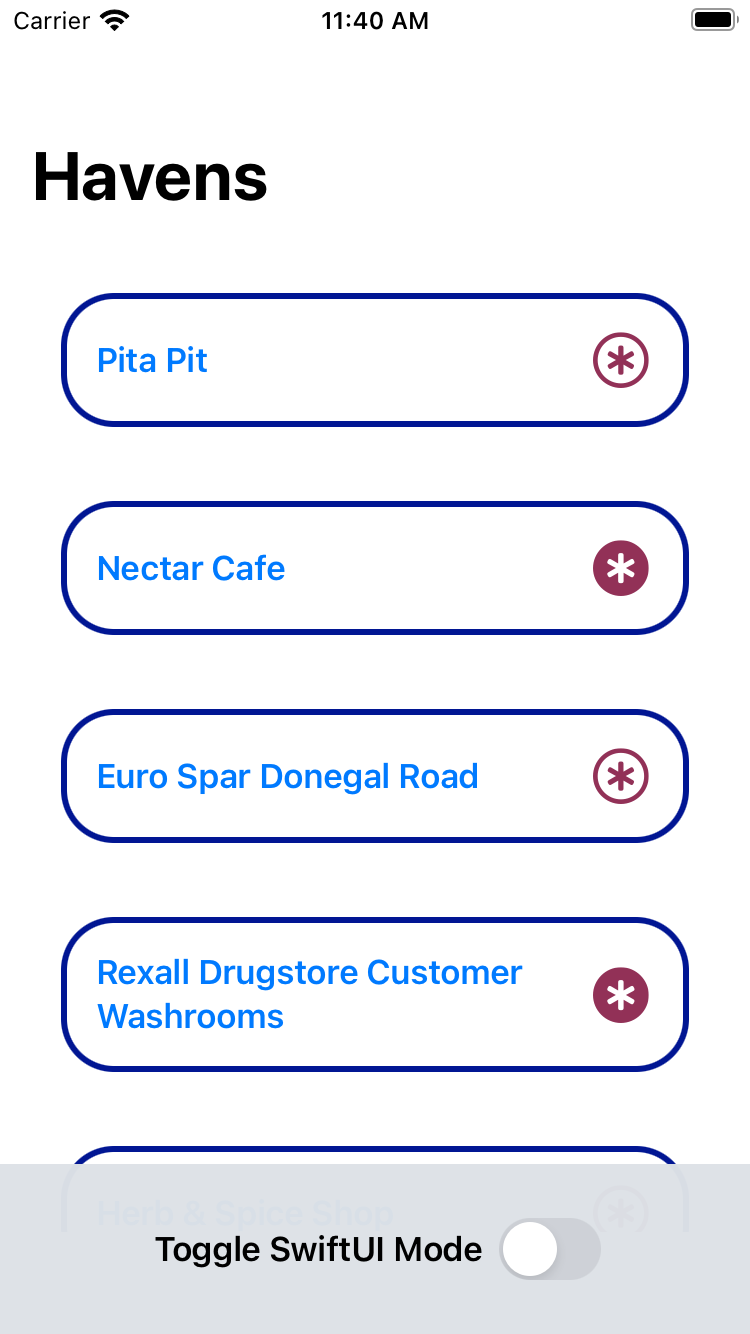 Carrier 11:40 AM
Havens
Pita Pit
Nectar Cafe
Euro Spar Donegal Road
Rexall Drugstore Customer
Washrooms
Herb & Spice Shop
Toggle SwiftUI Mode